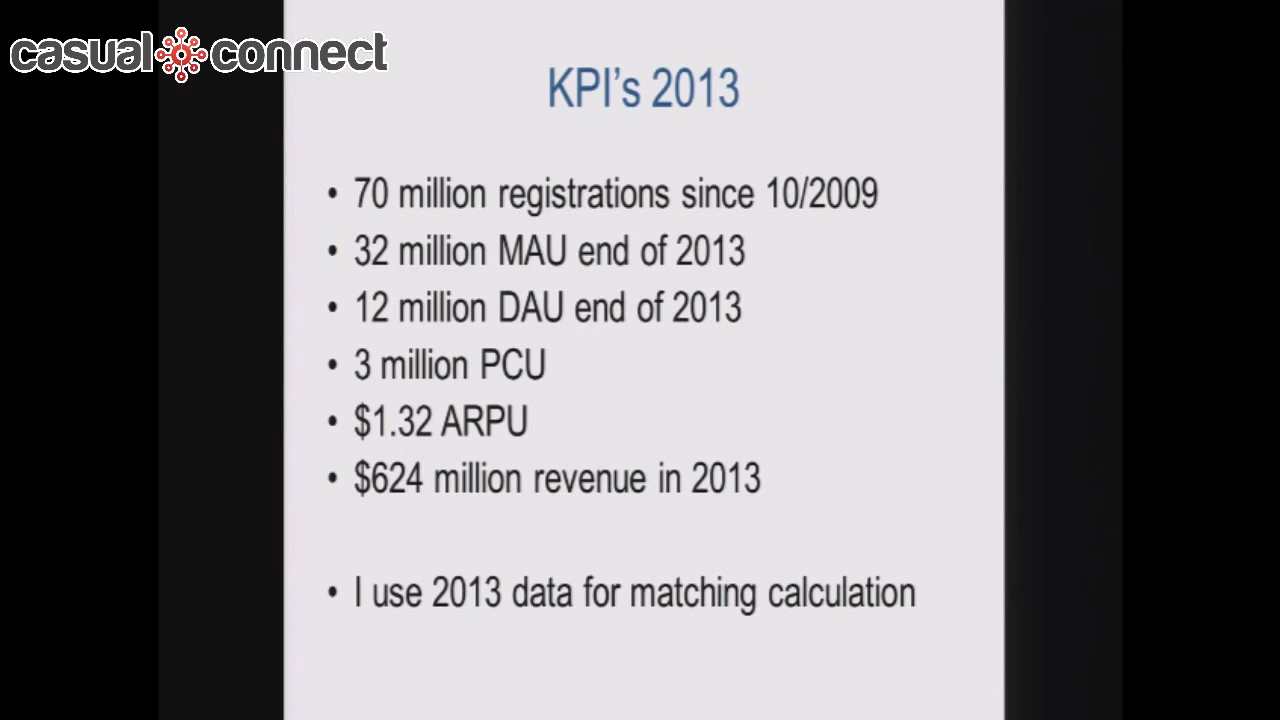 casual connect
KPI's 2013
• 70 million registrations since 10/2009
• 32 million MAU end of 2013
• 12 million DAU end of 2013
• 3 million PCU
• $1.32 ARPU
• $624 million revenue in 2013
• I use 2013 data for matching calculation